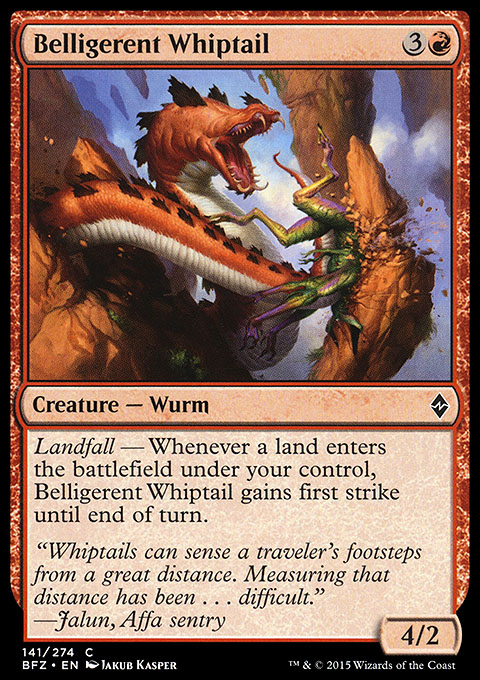 Belligerent Whiptail 3
Creature — Wurm
Landfall — Whenever a land enters
the battlefield under your control,
Belligerent Whiptail gains first strike
until end of turn.
“Whiptails can sense a traveler’s footsteps
from a great distance. Measuring that
distance has been . . . difficult.”
—Jalun, Affa sentry
4/2
141/274 C
BFZ • EN Jakub Kasper
™ & © 2015 Wizards of the Coast